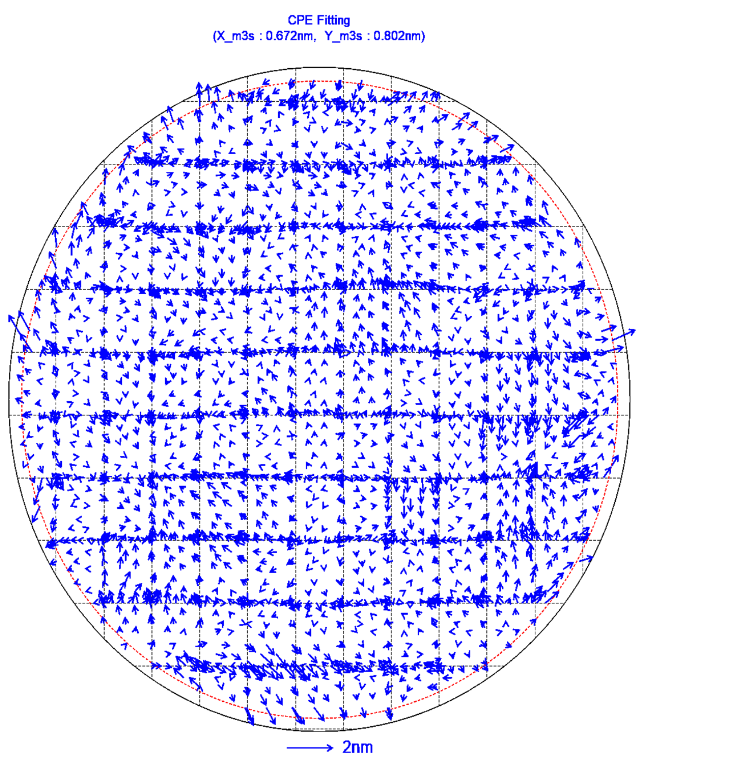 CPE Fitting
(X_m3s : 0.672nm, Y_m3s : 0.802nm)
2nm